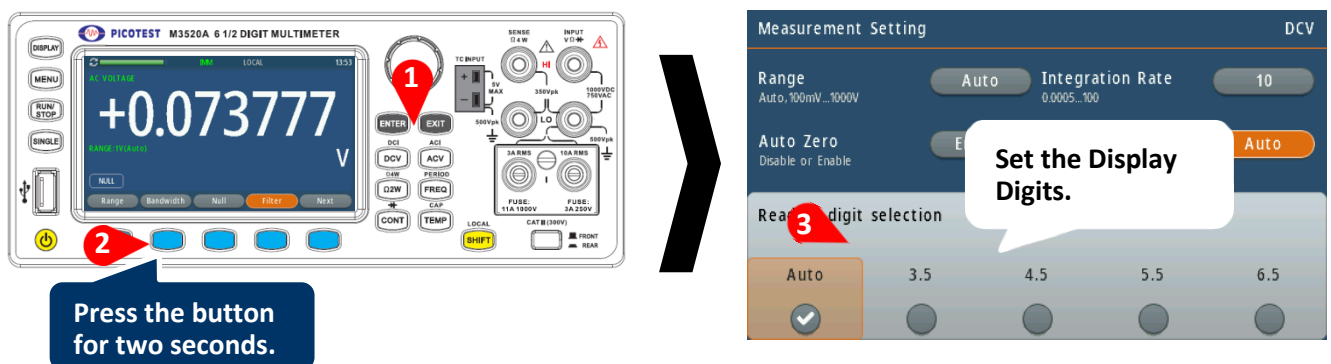 PICOTEST M3520A 6 1/2 DIGIT MULTIMETER
DISPLAY
MENU
RUN/
STOP
SINGLE
IMM LOCAL 13:53
AC VOLTAGE
+0.073777
V
RANGE:1V(Auto)
NULL
Range Bandwidth Null Filter Next
1
ENTER EXIT
DCI ACI
DCV ACV
Ω4W PERIOD
Ω2W FREQ
CAP
CONT TEMP
TC INPUT
+
−
5V
MAX
SENSE
Ω 4 W
INPUT
V Ω
HI
350Vpk
1000VDC
750VAC
500Vpk
LO
500Vpk
3A RMS 10A RMS
I
FUSE:
11A 1000V
FUSE:
3A 250V
LOCAL
SHIFT
CAT II (300V)
FRONT
REAR
2
Press the button
for two seconds.
Measurement Setting DCV
Range Auto Integration Rate 10
Auto,100mV...1000V 0.0005...100
Auto Zero Auto
Disable or Enable
Set the Display
Digits.
digit selection
3
Auto 3.5 4.5 5.5 6.5